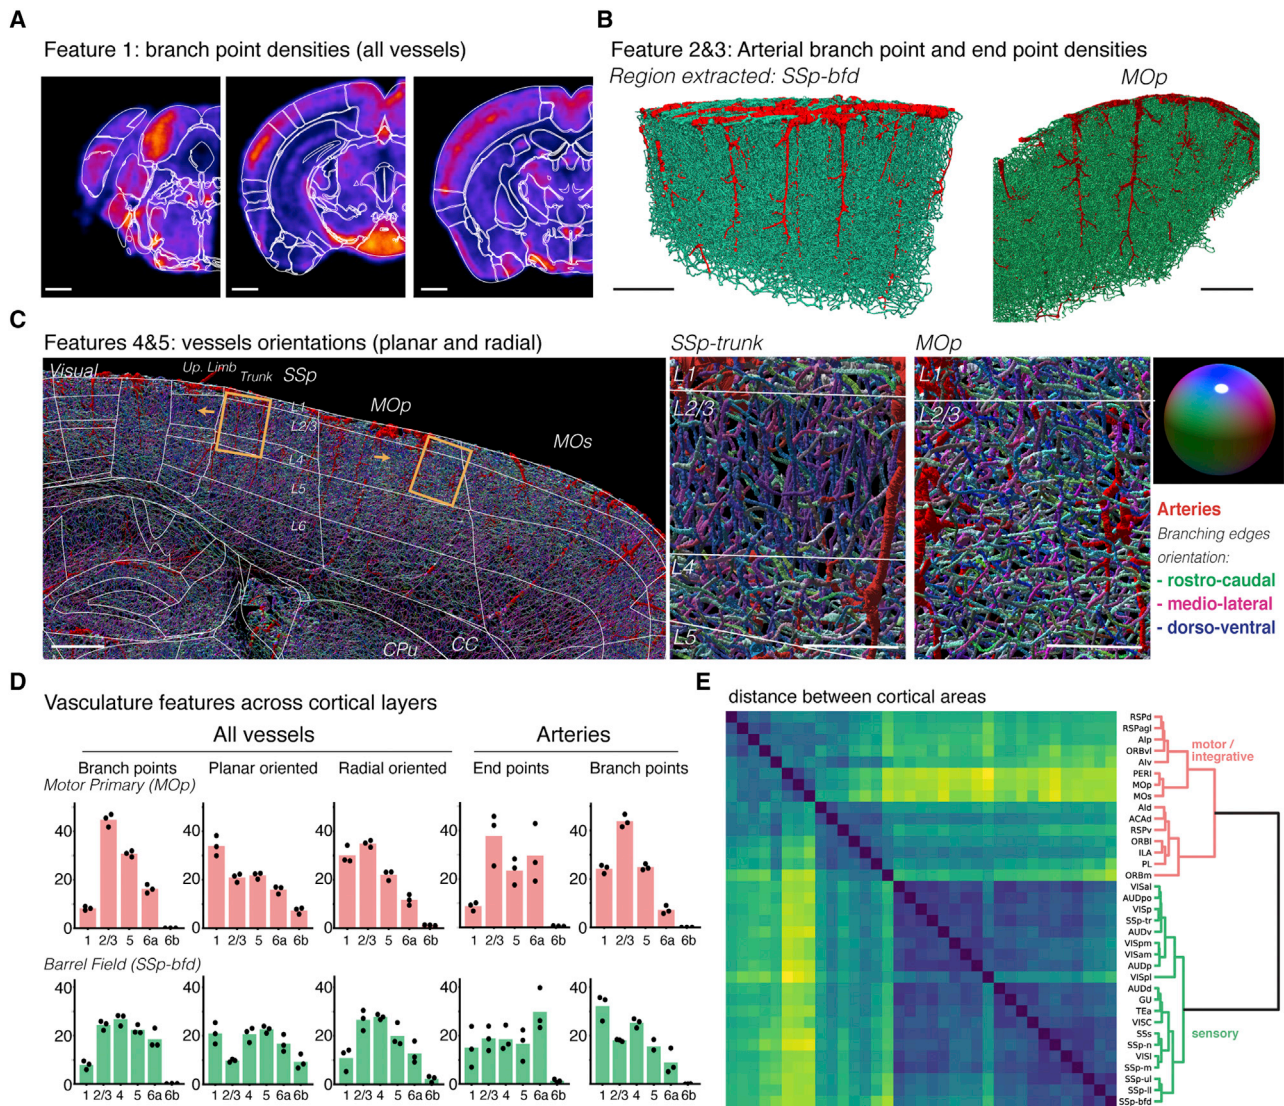 A
Feature 1: branch point densities (all vessels)
B
Feature 2&3: Arterial branch point and end point densities
Region extracted: SSp-bfd
MOp
C
Features 4&5: vessels orientations (planar and radial)
Visual
Up. Limb
Trunk
SSp
MOp
MOs
L1
L2/3
L4
L5
L6
CPu
CC
SSp-trunk
L1
L2/3
L4
L5
MOp
L1
L2/3
Arteries
Branching edges
orientation:
- rostro-caudal
- medio-lateral
- dorso-ventral
D
Vasculature features across cortical layers
All vessels
Arteries
Branch points
Planar oriented
Radial oriented
End points
Branch points
Motor Primary (MOp)
40
20
0
1 2/3 5 6a 6b
40
20
0
1 2/3 5 6a 6b
40
20
0
1 2/3 5 6a 6b
40
20
0
1 2/3 5 6a 6b
40
20
0
1 2/3 5 6a 6b
Barrel Field (SSp-bfd)
40
20
0
1 2/3 4 5 6a 6b
40
20
0
1 2/3 4 5 6a 6b
40
20
0
1 2/3 4 5 6a 6b
40
20
0
1 2/3 4 5 6a 6b
40
20
0
1 2/3 4 5 6a 6b
E
distance between cortical areas
RSPd
RSPagl
AIp
ORBvl
AIv
PERI
MOp
MOs
AId
ACAd
RSPv
ORBl
ILA
PL
ORBm
VISal
AUDpo
VISp
SSp-tr
AUDv
VISpm
VISam
AUDp
VISpl
AUDd
GU
TEa
VISC
SSs
SSp-n
VISl
SSp-m
SSp-ul
SSp-ll
SSp-bfd
motor /
integrative
sensory